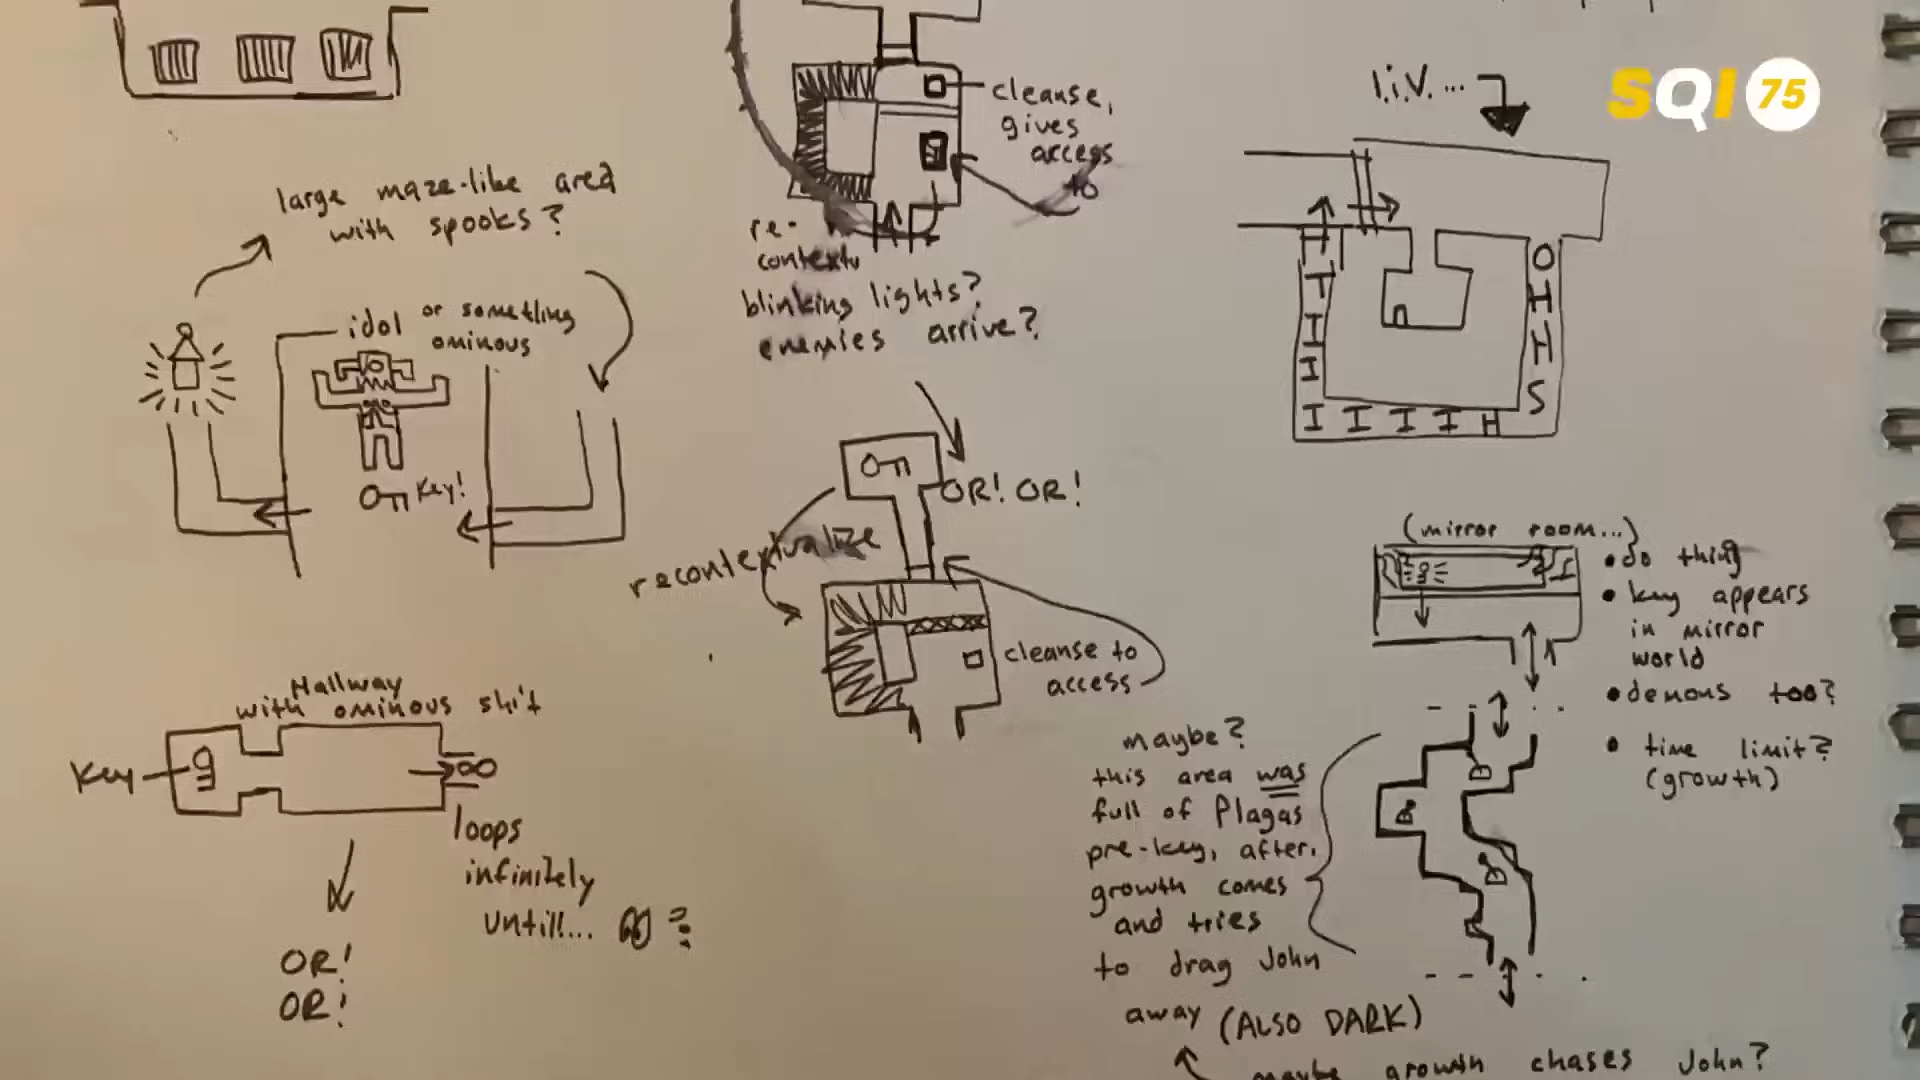 SQI 75
large maze-like area
with spooks?
idol or something
ominous
Key!
Hallway
with ominous shit
Key
loops
infinitely
until!...
?
OR!
OR!
cleanse,
gives
access
to
re-
blinking lights?
enemies arrive?
OR! OR!
recontextualize
cleanse to
access
I.i.V...
I I I I H
O H H S
(mirror room...)
• do thing
• key appears
in mirror
world
• demons too?
• time limit?
(growth)
maybe?
this area was
full of Plagas
pre-key, after,
growth comes
and tries
to drag John
away (ALSO DARK)
maybe growth chases John?